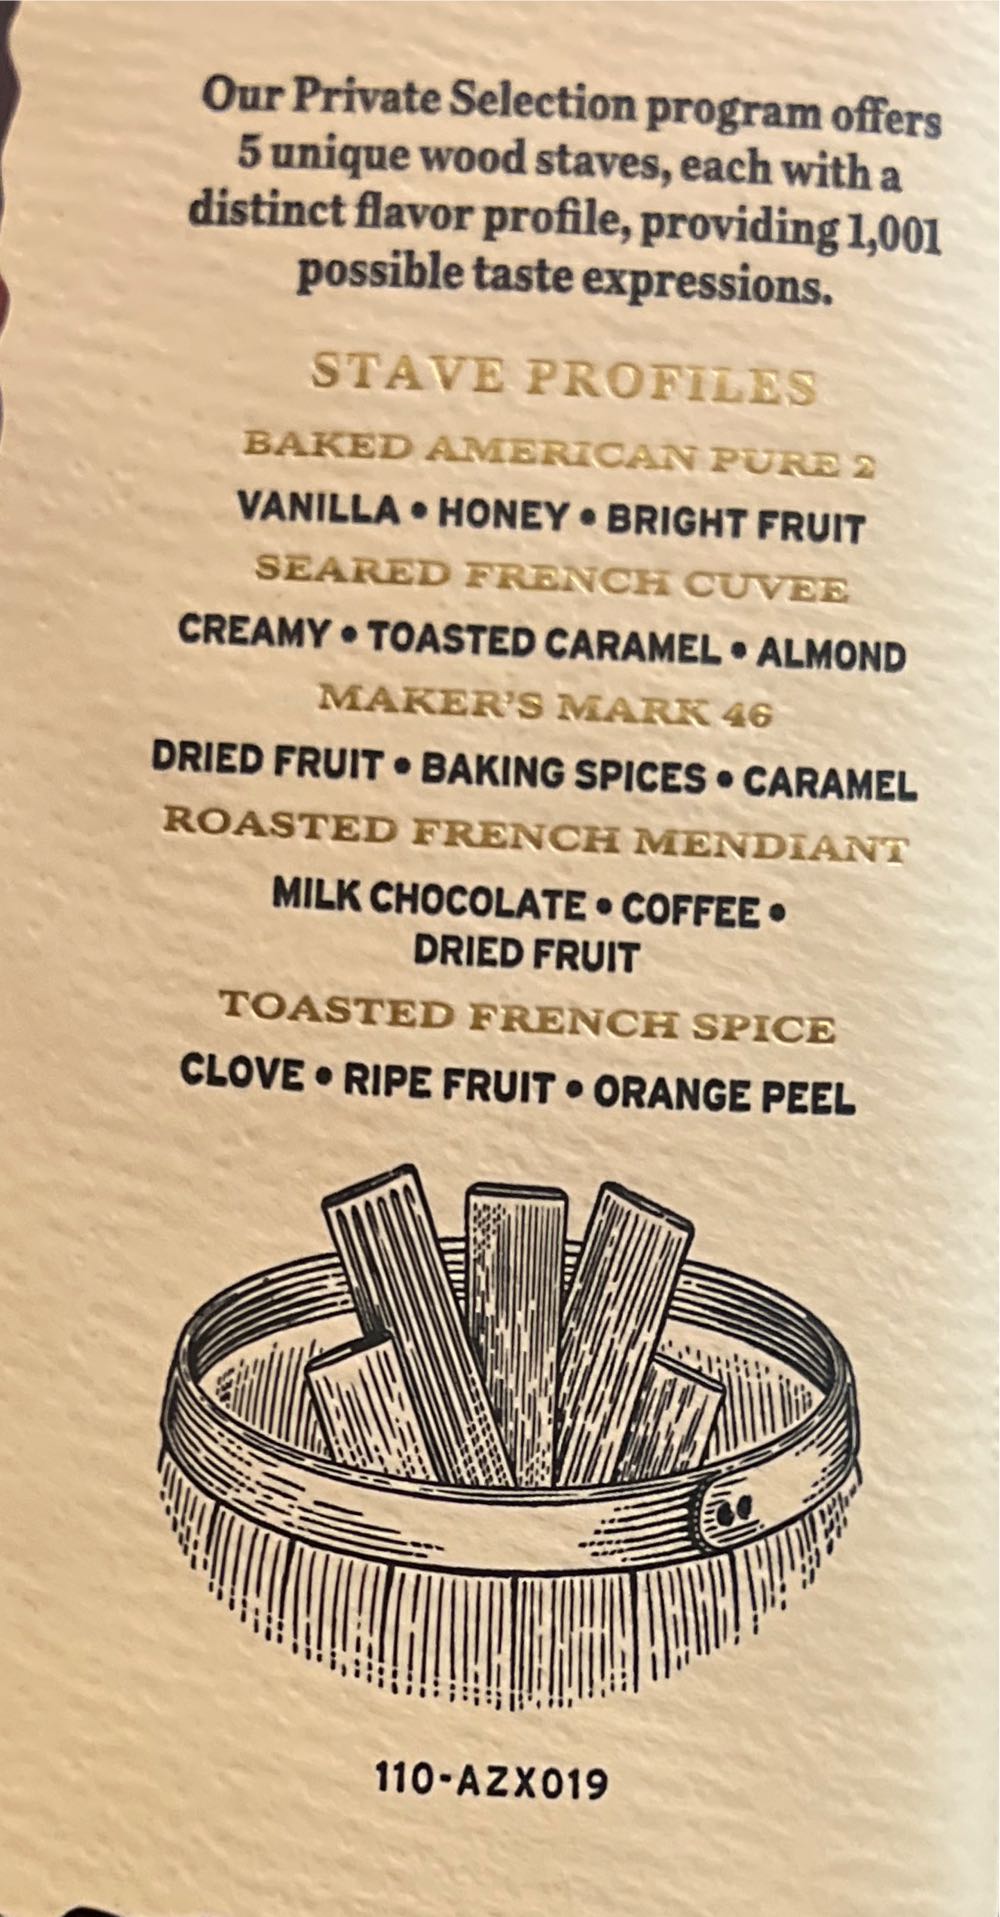 Our Private Selection program offers
5 unique wood staves, each with a
distinct flavor profile, providing 1,001
possible taste expressions.
STAVE PROFILES
BAKED AMERICAN PURE 2
VANILLA • HONEY • BRIGHT FRUIT
SEARED FRENCH CUVEE
CREAMY • TOASTED CARAMEL • ALMOND
MAKER'S MARK 46
DRIED FRUIT • BAKING SPICES • CARAMEL
ROASTED FRENCH MENDIANT
MILK CHOCOLATE • COFFEE •
DRIED FRUIT
TOASTED FRENCH SPICE
CLOVE • RIPE FRUIT • ORANGE PEEL
110-AZX019